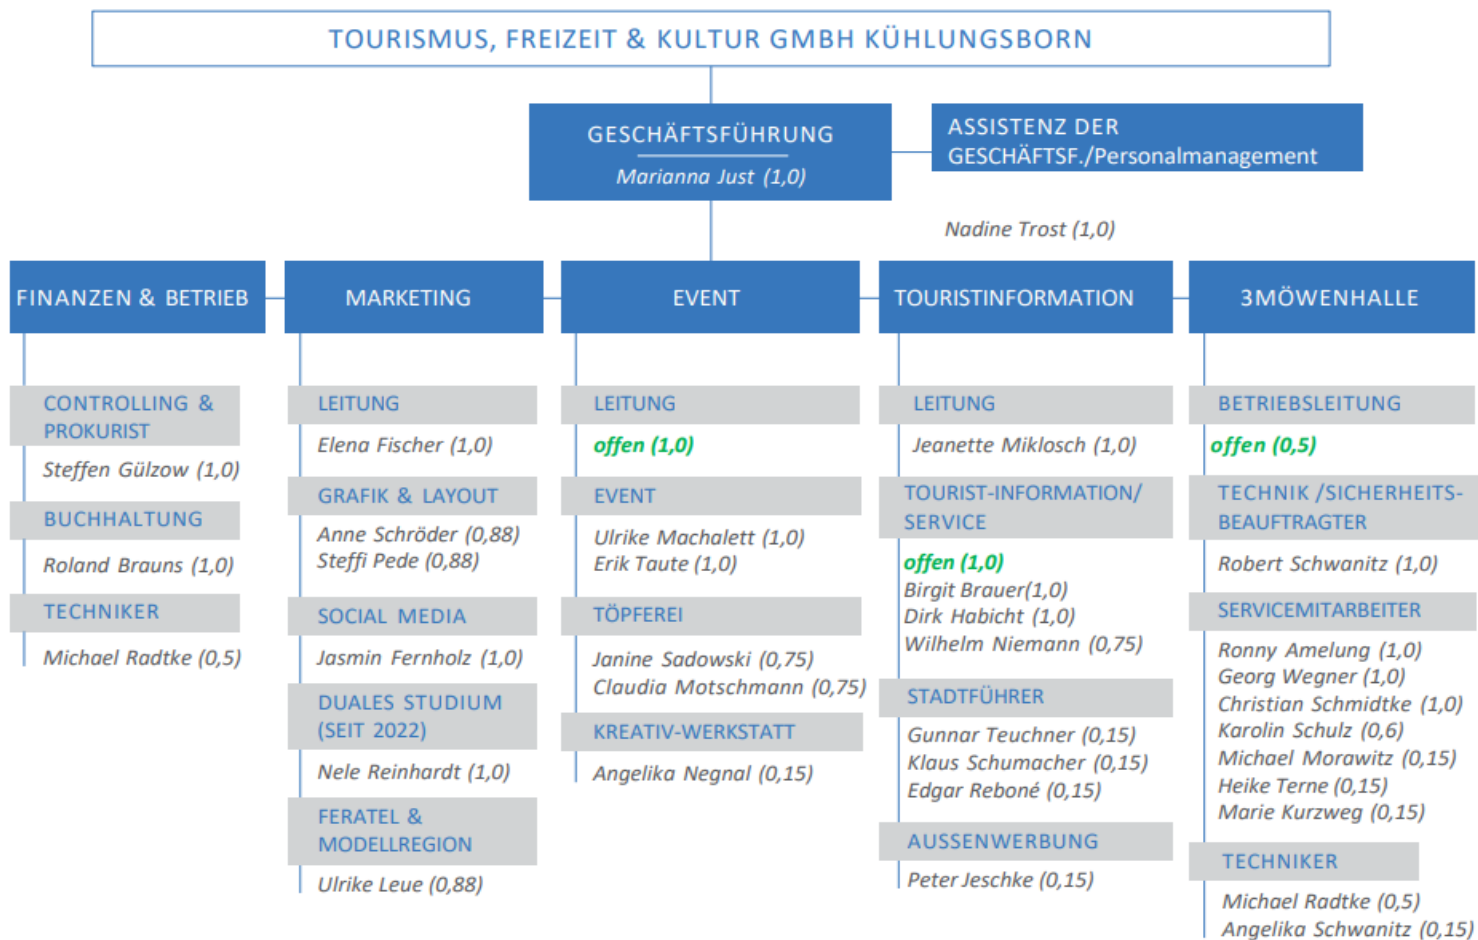 TOURISMUS, FREIZEIT & KULTUR GMBH KÜHLUNGSBORN
GESCHÄFTSFÜHRUNG
Marianna Just (1,0)
ASSISTENZ DER
GESCHÄFTSF./Personalmanagement
Nadine Trost (1,0)
FINANZEN & BETRIEB
CONTROLLING &
PROKURIST
Steffen Gülzow (1,0)
BUCHHALTUNG
Roland Brauns (1,0)
TECHNIKER
Michael Radtke (0,5)
MARKETING
LEITUNG
Elena Fischer (1,0)
GRAFIK & LAYOUT
Anne Schröder (0,88)
Steffi Pede (0,88)
SOCIAL MEDIA
Jasmin Fernholz (1,0)
DUALES STUDIUM
(SEIT 2022)
Nele Reinhardt (1,0)
FERATEL &
MODELLREGION
Ulrike Leue (0,88)
EVENT
LEITUNG
offen (1,0)
EVENT
Ulrike Machalett (1,0)
Erik Taute (1,0)
TÖPFEREI
Janine Sadowski (0,75)
Claudia Motschmann (0,75)
KREATIV-WERKSTATT
Angelika Negnal (0,15)
TOURISTINFORMATION
LEITUNG
Jeanette Miklosch (1,0)
TOURIST-INFORMATION/
SERVICE
offen (1,0)
Birgit Brauer(1,0)
Dirk Habicht (1,0)
Wilhelm Niemann (0,75)
STADTFÜHRER
Gunnar Teuchner (0,15)
Klaus Schumacher (0,15)
Edgar Reboné (0,15)
AUSSENWERBUNG
Peter Jeschke (0,15)
3MÖWENHALLE
BETRIEBSLEITUNG
offen (0,5)
TECHNIK /SICHERHEITS-
BEAUFTRAGTER
Robert Schwanitz (1,0)
SERVICEMITARBEITER
Ronny Amelung (1,0)
Georg Wegner (1,0)
Christian Schmidtke (1,0)
Karolin Schulz (0,6)
Michael Morawitz (0,15)
Heike Terne (0,15)
Marie Kurzweg (0,15)
TECHNIKER
Michael Radtke (0,5)
Angelika Schwanitz (0,15)